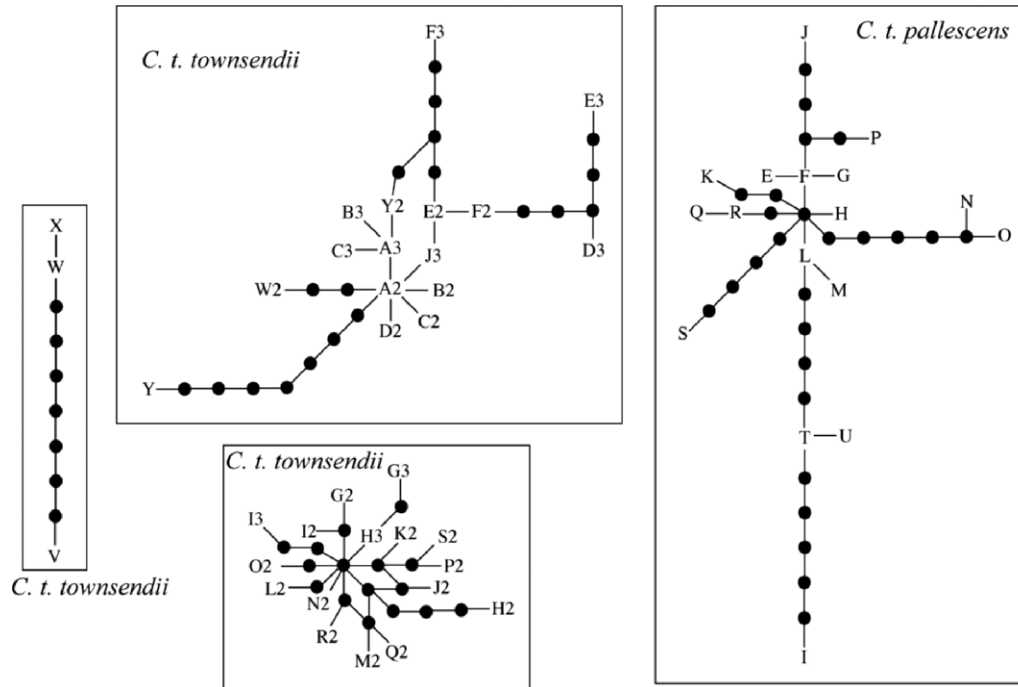 C. t. townsendii
F3
E3
Y2
B3
E2
F2
A3
C3
J3
D3
W2
A2
B2
C2
D2
Y
C. t. pallescens
J
P
K
E
F
G
Q
R
H
N
O
L
M
S
T
U
I
X
W
V
C. t. townsendii
C. t. townsendii
G3
G2
I3
I2
H3
K2
S2
O2
P2
L2
N2
J2
R2
H2
M2
Q2